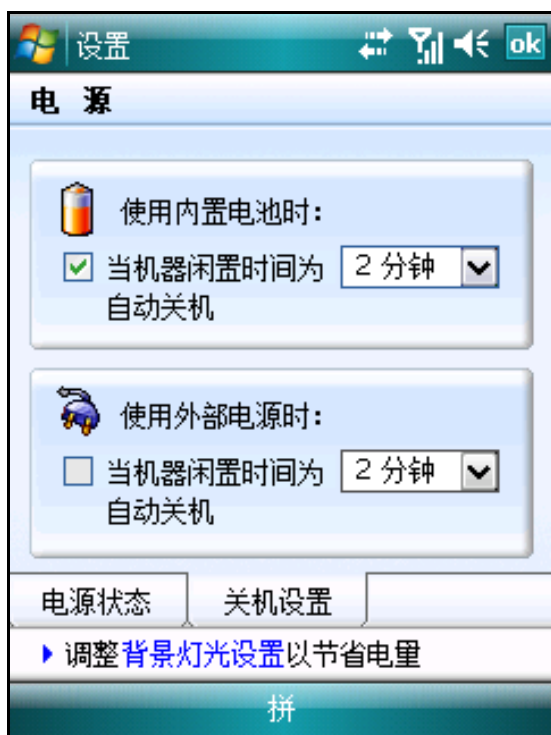 设置
ok
电 源
使用内置电池时:
当机器闲置时间为 2 分钟
自动关机
使用外部电源时:
当机器闲置时间为 2 分钟
自动关机
电源状态 关机设置
调整背景灯光设置以节省电量
拼